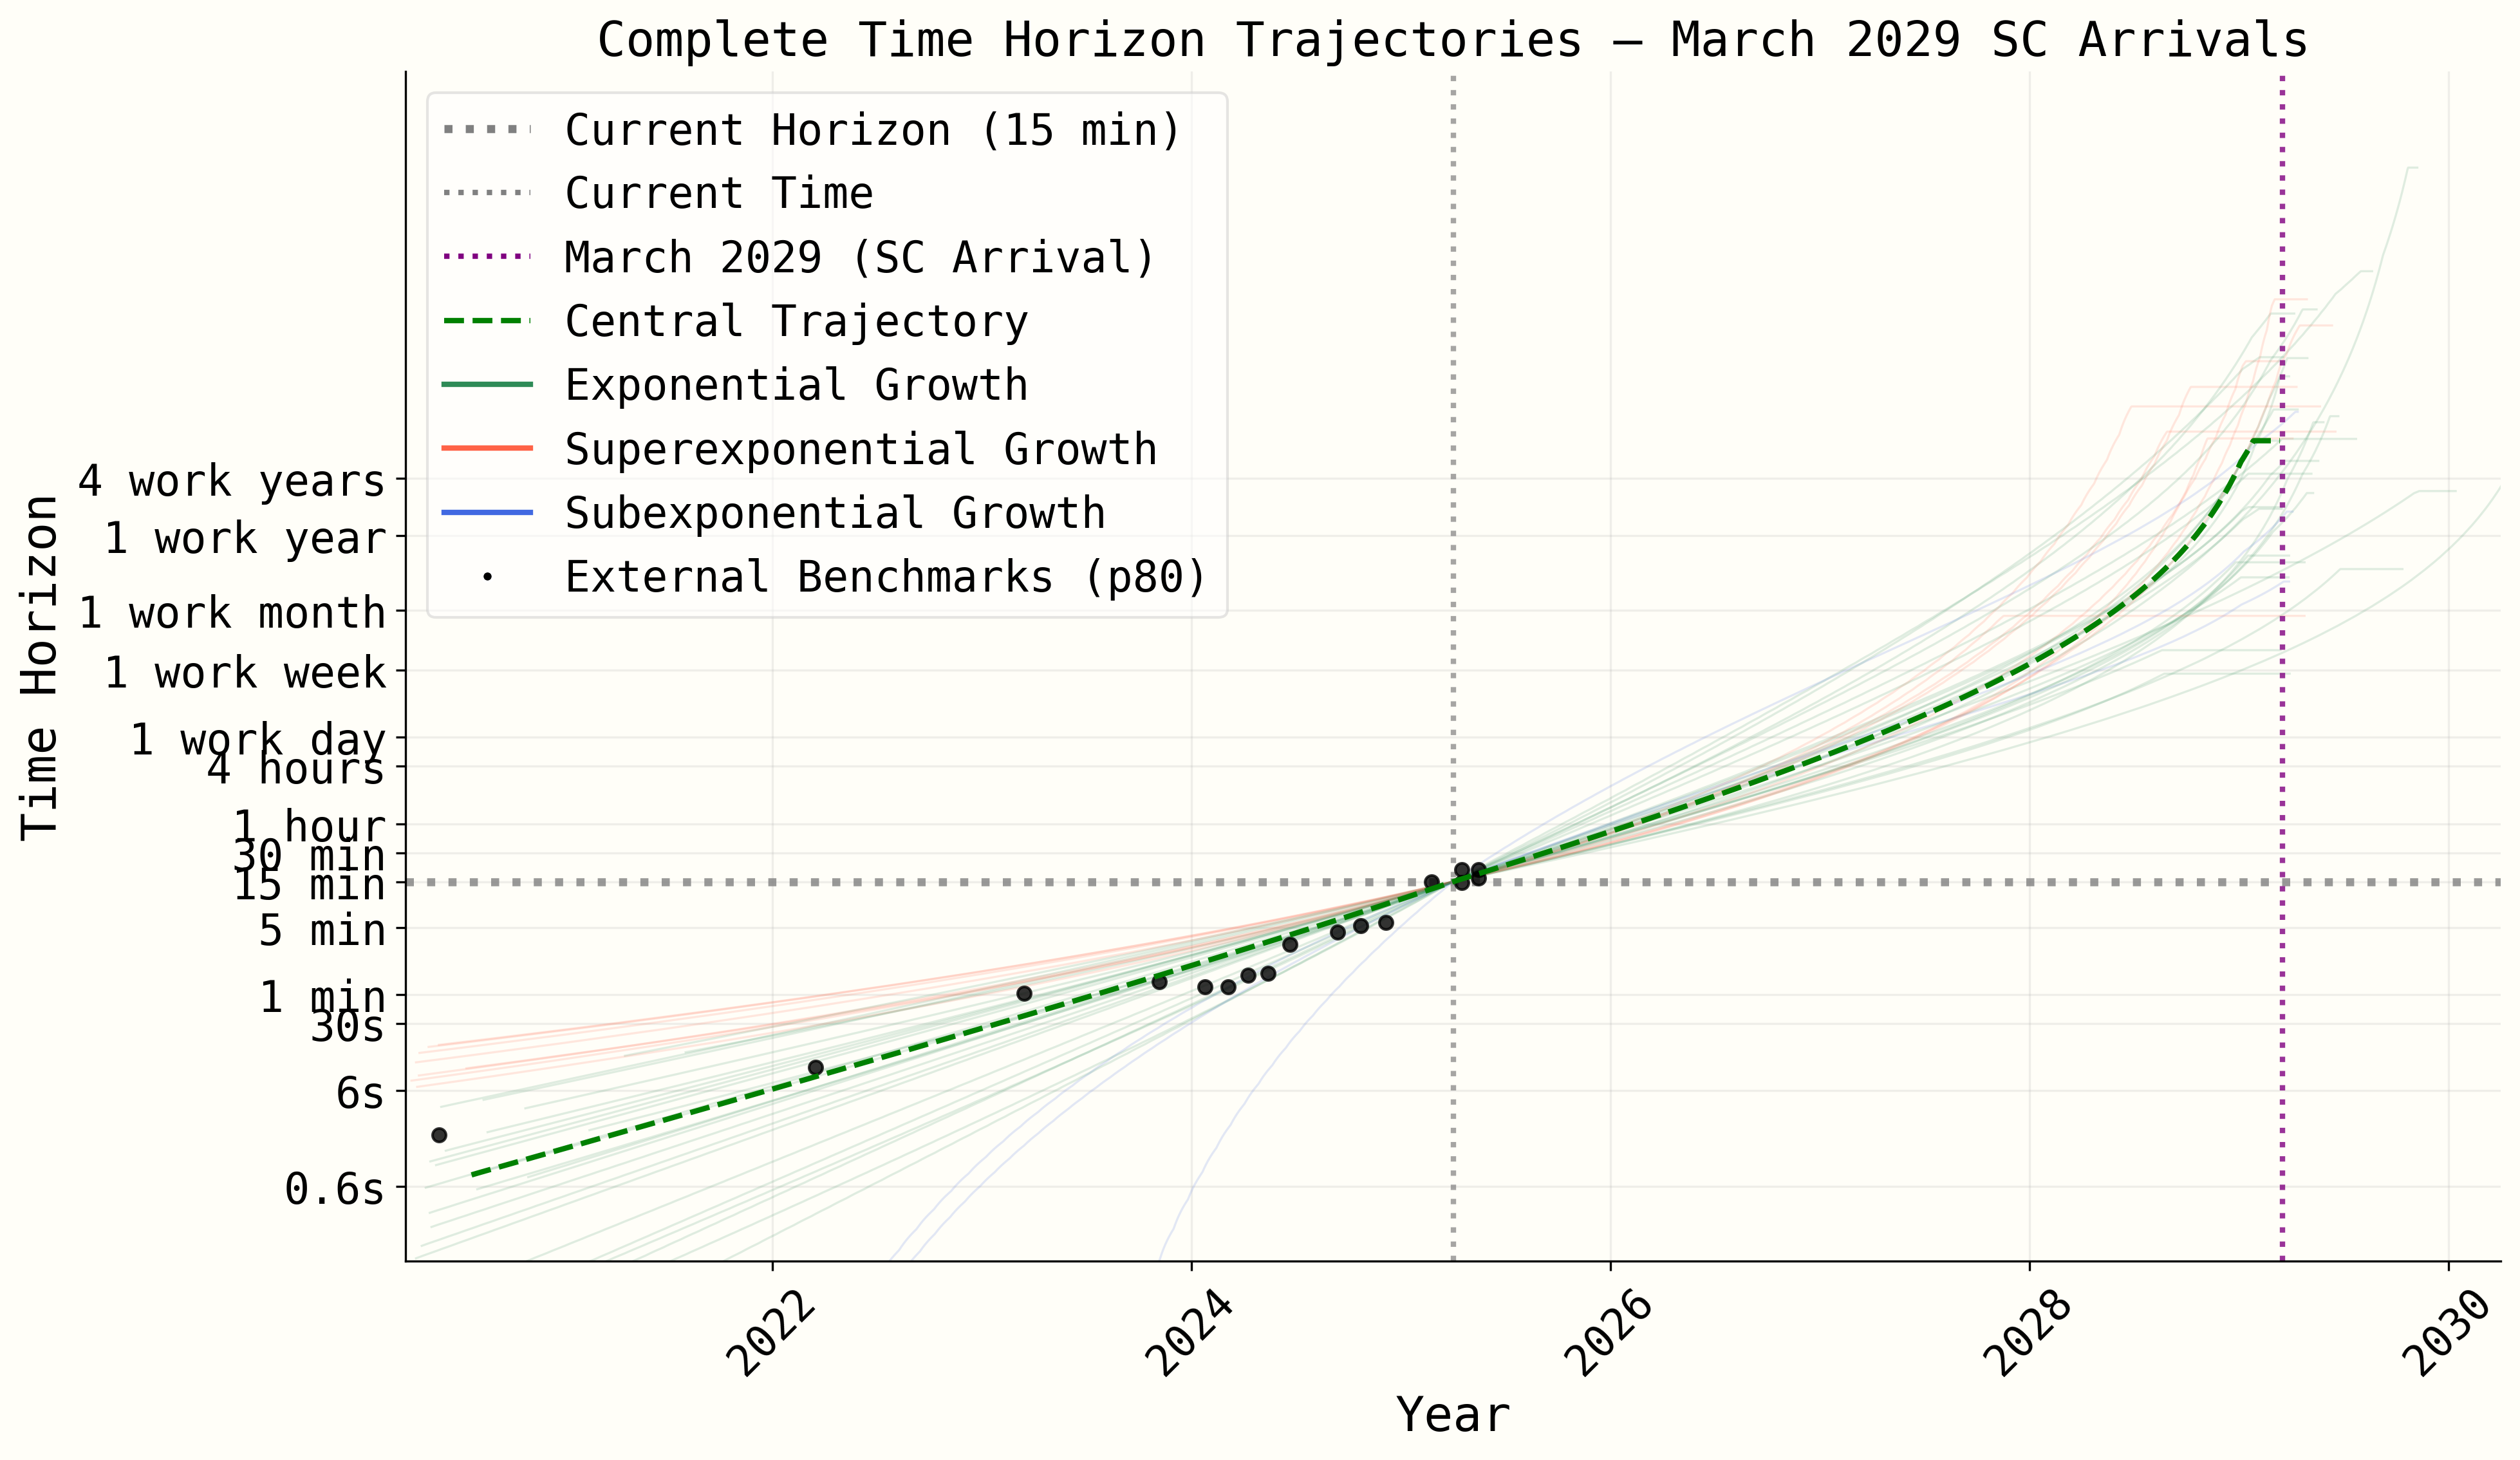 Complete Time Horizon Trajectories — March 2029 SC Arrivals
Current Horizon (15 min)
Current Time
March 2029 (SC Arrival)
Central Trajectory
Exponential Growth
Superexponential Growth
Subexponential Growth
External Benchmarks (p80)
Time Horizon
4 work years
1 work year
1 work month
1 work week
1 work day
4 hours
1 hour
30 min
15 min
5 min
1 min
30s
6s
0.6s
2022
2024
2026
2028
2030
Year